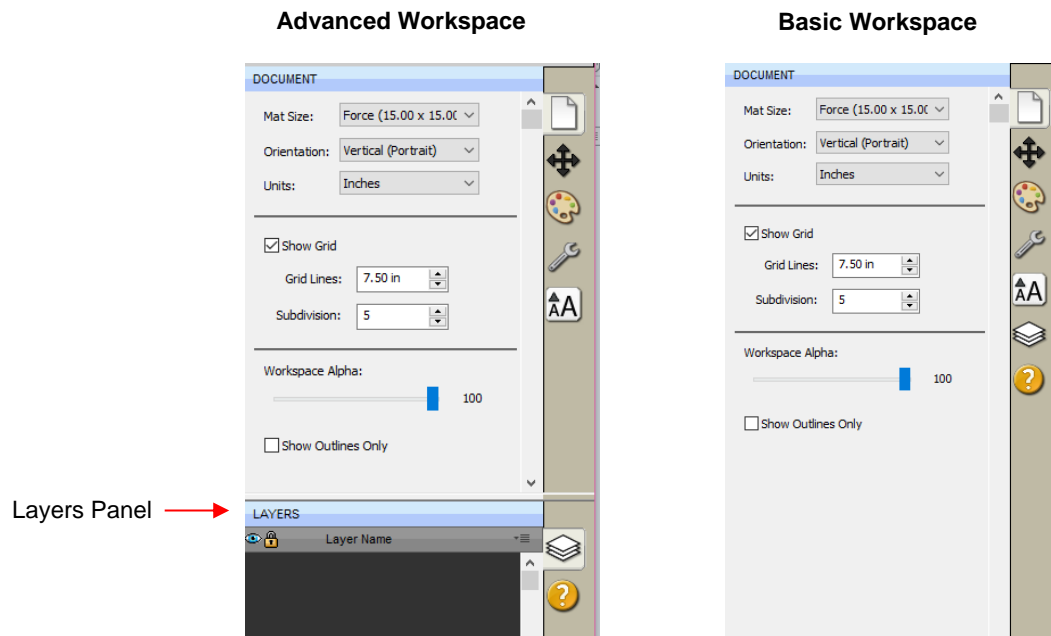 Advanced Workspace
DOCUMENT
Mat Size: Force (15.00 x 15.0(
Orientation: Vertical (Portrait)
Units: Inches
Show Grid
Grid Lines: 7.50 in
Subdivision: 5
Workspace Alpha:
100
Show Outlines Only
Layers Panel
LAYERS
Layer Name
?
AA
Basic Workspace
DOCUMENT
Mat Size: Force (15.00 x 15.0(
Orientation: Vertical (Portrait)
Units: Inches
Show Grid
Grid Lines: 7.50 in
Subdivision: 5
Workspace Alpha:
100
Show Outlines Only
AA
?